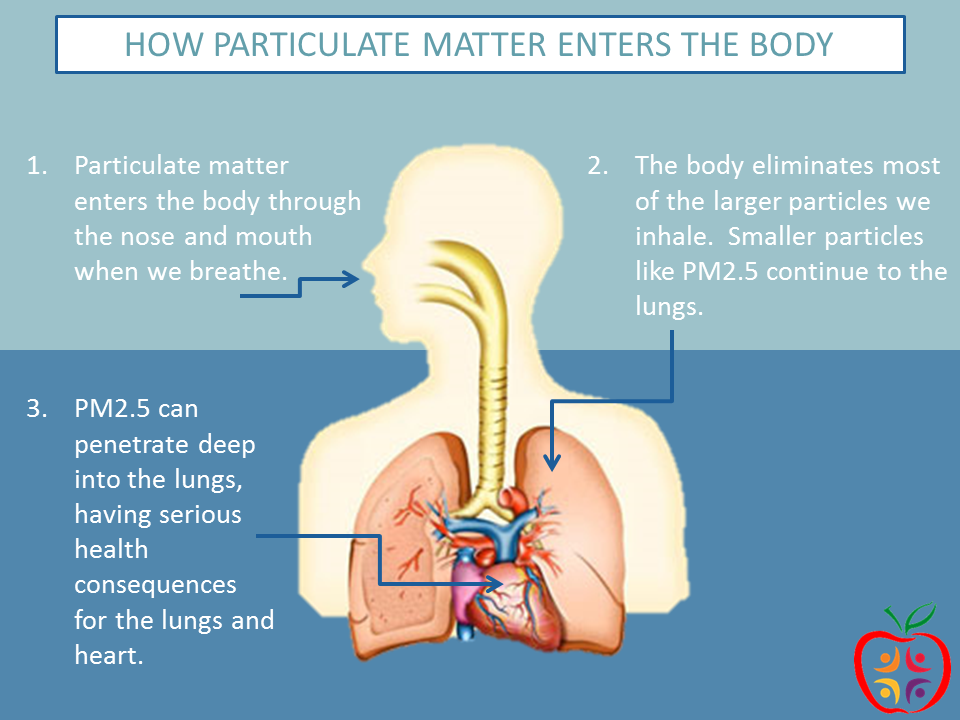 HOW PARTICULATE MATTER ENTERS THE BODY
1. Particulate matter
enters the body through
the nose and mouth
when we breathe.
2. The body eliminates most
of the larger particles we
inhale. Smaller particles
like PM2.5 continue to the
lungs.
3. PM2.5 can
penetrate deep
into the lungs,
having serious
health
consequences
for the lungs and
heart.